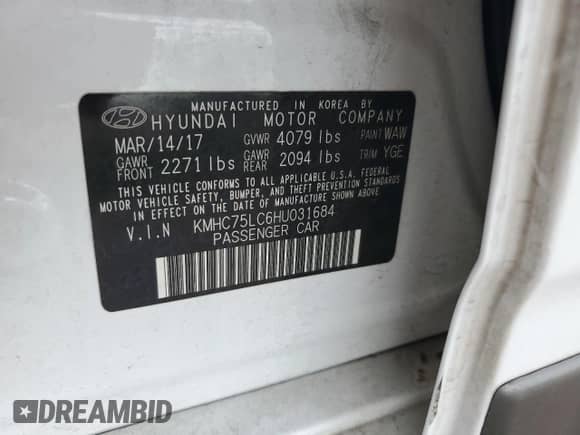 MANUFACTURED IN KOREA BY
HYUNDAI MOTOR COMPANY
MAR/14/17 GVWR 4079 lbs PAINT WAW
GAWR FRONT 2271 lbs GAWR REAR 2094 lbs TRIM YGE
THIS VEHICLE CONFORMS TO ALL APPLICABLE U.S.A. FEDERAL
MOTOR VEHICLE SAFETY, BUMPER, AND THEFT PREVENTION STANDARDS
IN EFFECT ON THE DATE OF MANUFACTURE SHOWN ABOVE.
V.I.N KMHC75LC6HU031684
PASSENGER CAR
DREAMBID